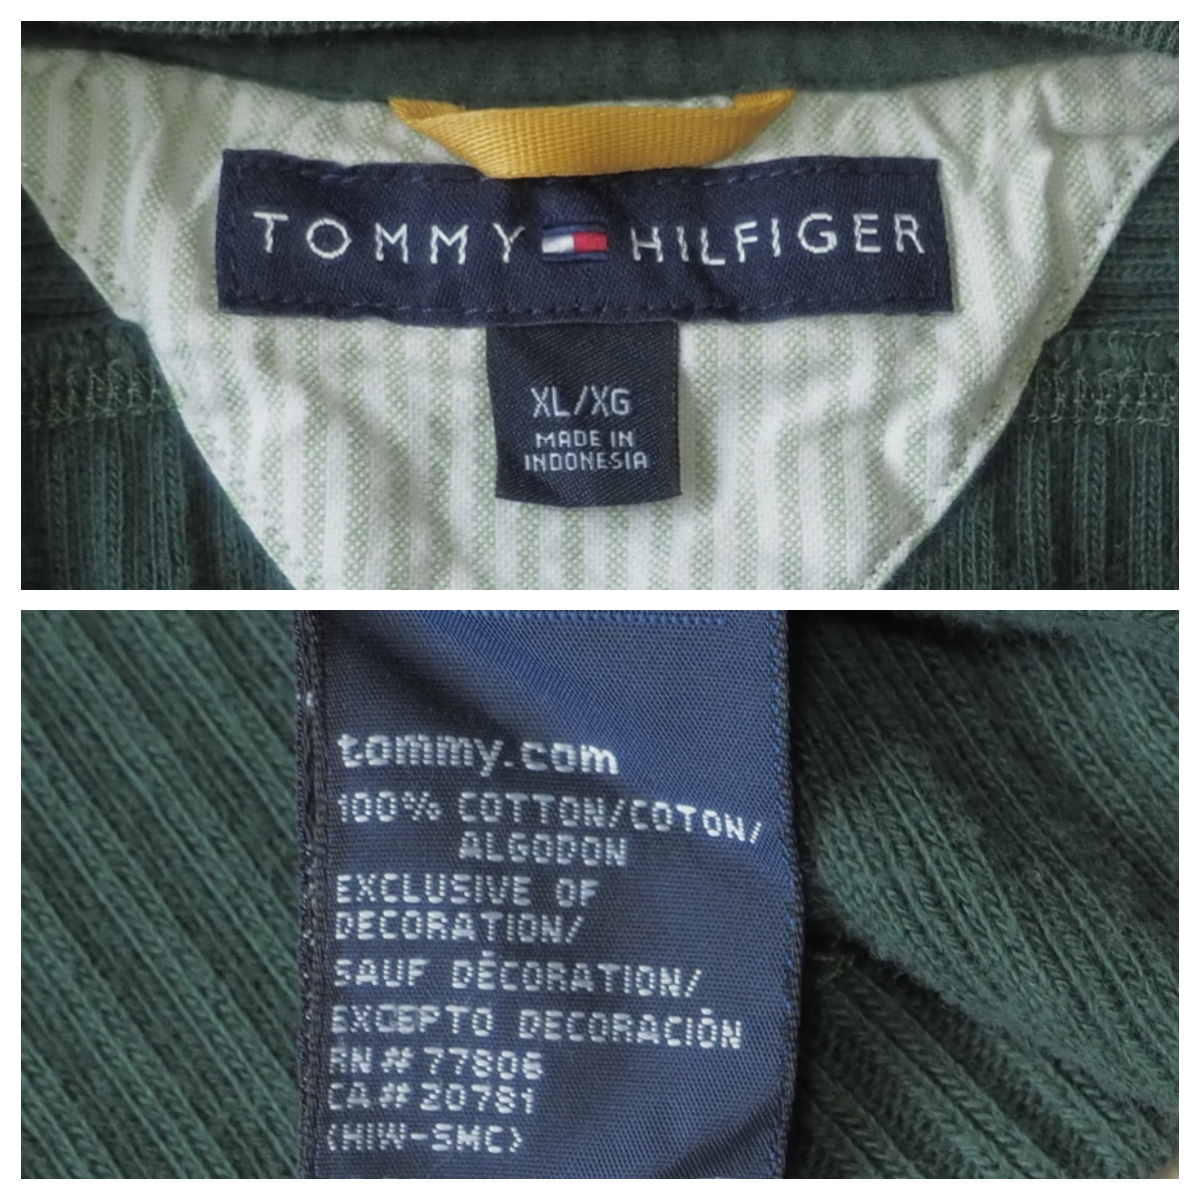 TOMMY HILFIGER
XL/XG
MADE IN
INDONESIA
tommy.com
100% COTTON/COTON/
ALGODON
EXCLUSIVE OF
DECORATION/
SAUF DÉCORATION/
EXCEPTO DECORACIÓN
RN# 77806
CA# 20781
(HIW-SMC)